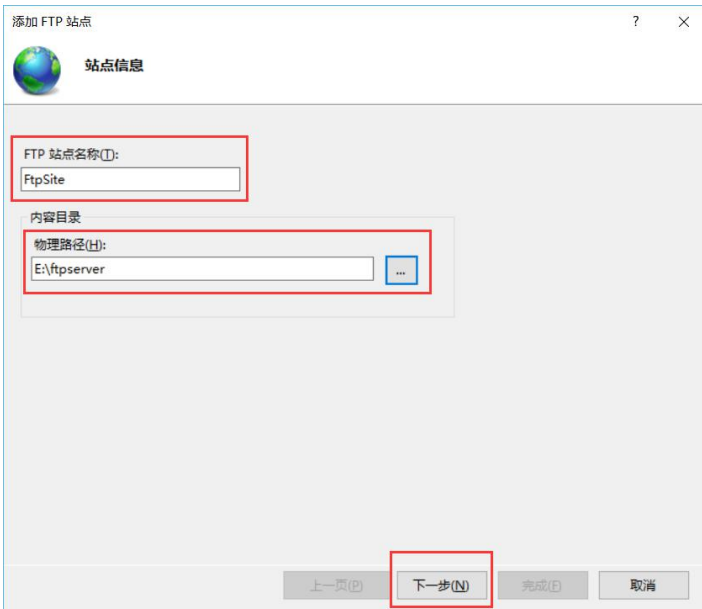 添加 FTP 站点
?
站点信息
FTP 站点名称(T):
FtpSite
内容目录
物理路径(H):
E:\ftpserver
...
上一页(P) 下一步(N) 完成(F) 取消